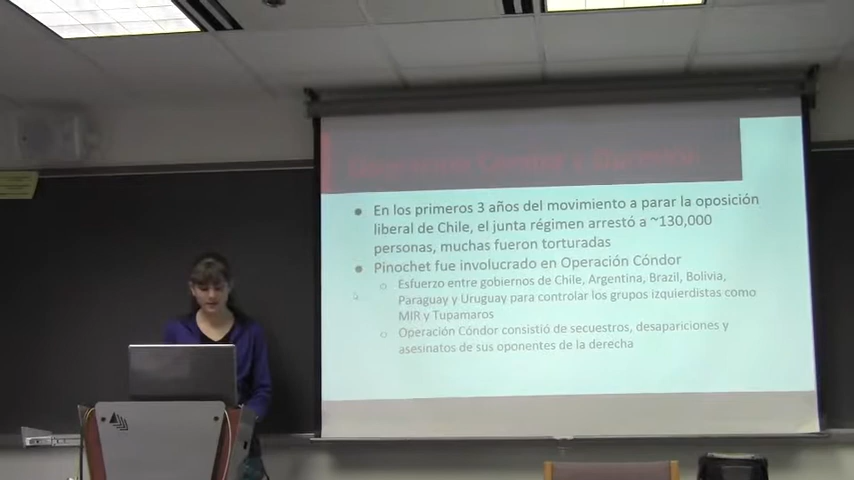 En los primeros 3 años del movimiento a parar la oposición
liberal de Chile, el junta régimen arrestó a ~130,000
personas, muchas fueron torturadas
Pinochet fue involucrado en Operación Cóndor
Esfuerzo entre gobiernos de Chile, Argentina, Brazil, Bolivia,
Paraguay y Uruguay para controlar los grupos izquierdistas como
MIR y Tupamaros
Operación Cóndor consistió de secuestros, desapariciones y
asesinatos de sus oponentes de la derecha